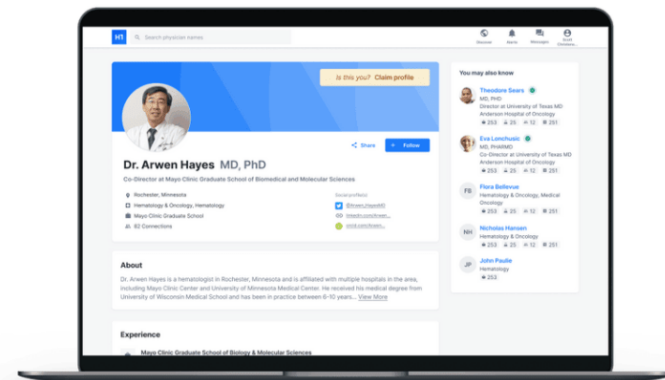 H1
Search physician names
Discover
Alerts
Messages
Is this you? Claim profile
Share
+ Follow
Dr. Arwen Hayes MD, PhD
Co-Director at Mayo Clinic Graduate School of Biomedical and Molecular Sciences
Rochester, Minnesota
Hematology & Oncology, Hematology
Mayo Clinic Graduate School
82 Connections
@Arwen_HayesMD
linkedin.com/Arwen...
About
Dr. Arwen Hayes is a hematologist in Rochester, Minnesota and is affiliated with multiple hospitals in the area,
including Mayo Clinic Center and University of Minnesota Medical Center. He received his medical degree from
University of Wisconsin Medical School and has been in practice between 6-10 years... View More
Experience
Mayo Clinic Graduate School of Biology & Molecular Sciences
You may also know
Theodore Sears
MD, PhD
Director at University of Texas MD
Anderson Hospital of Oncology
253 25 12 251
Eva Lonchusic
MD, PHARMD
Co-Director at University of Texas MD
Anderson Hospital of Oncology
253 25 12 251
FB
Flora Bellevue
Hematology & Oncology, Medical
Oncology
253 25 12 251
NH
Nicholas Hansen
Hematology & Oncology
253 25 12 251
JP
John Paulle
Hematology
253